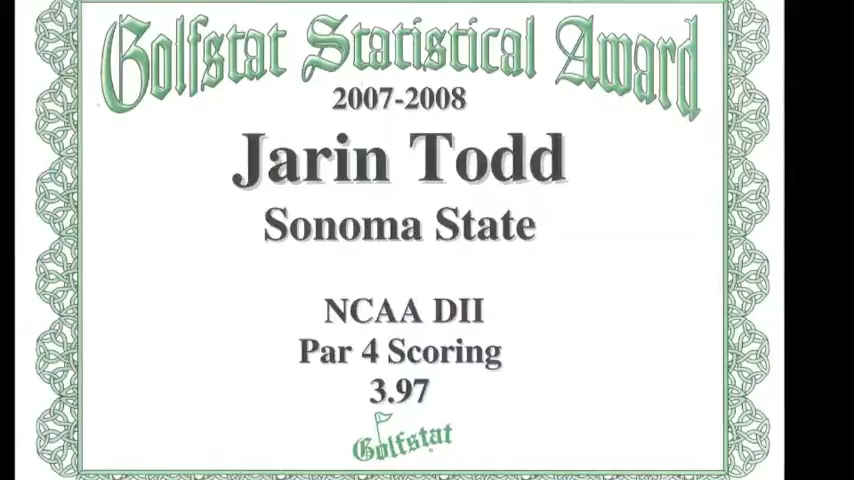 Golfstat Statistical Award
2007-2008
Jarin Todd
Sonoma State
NCAA DII
Par 4 Scoring
3.97
Golfstat